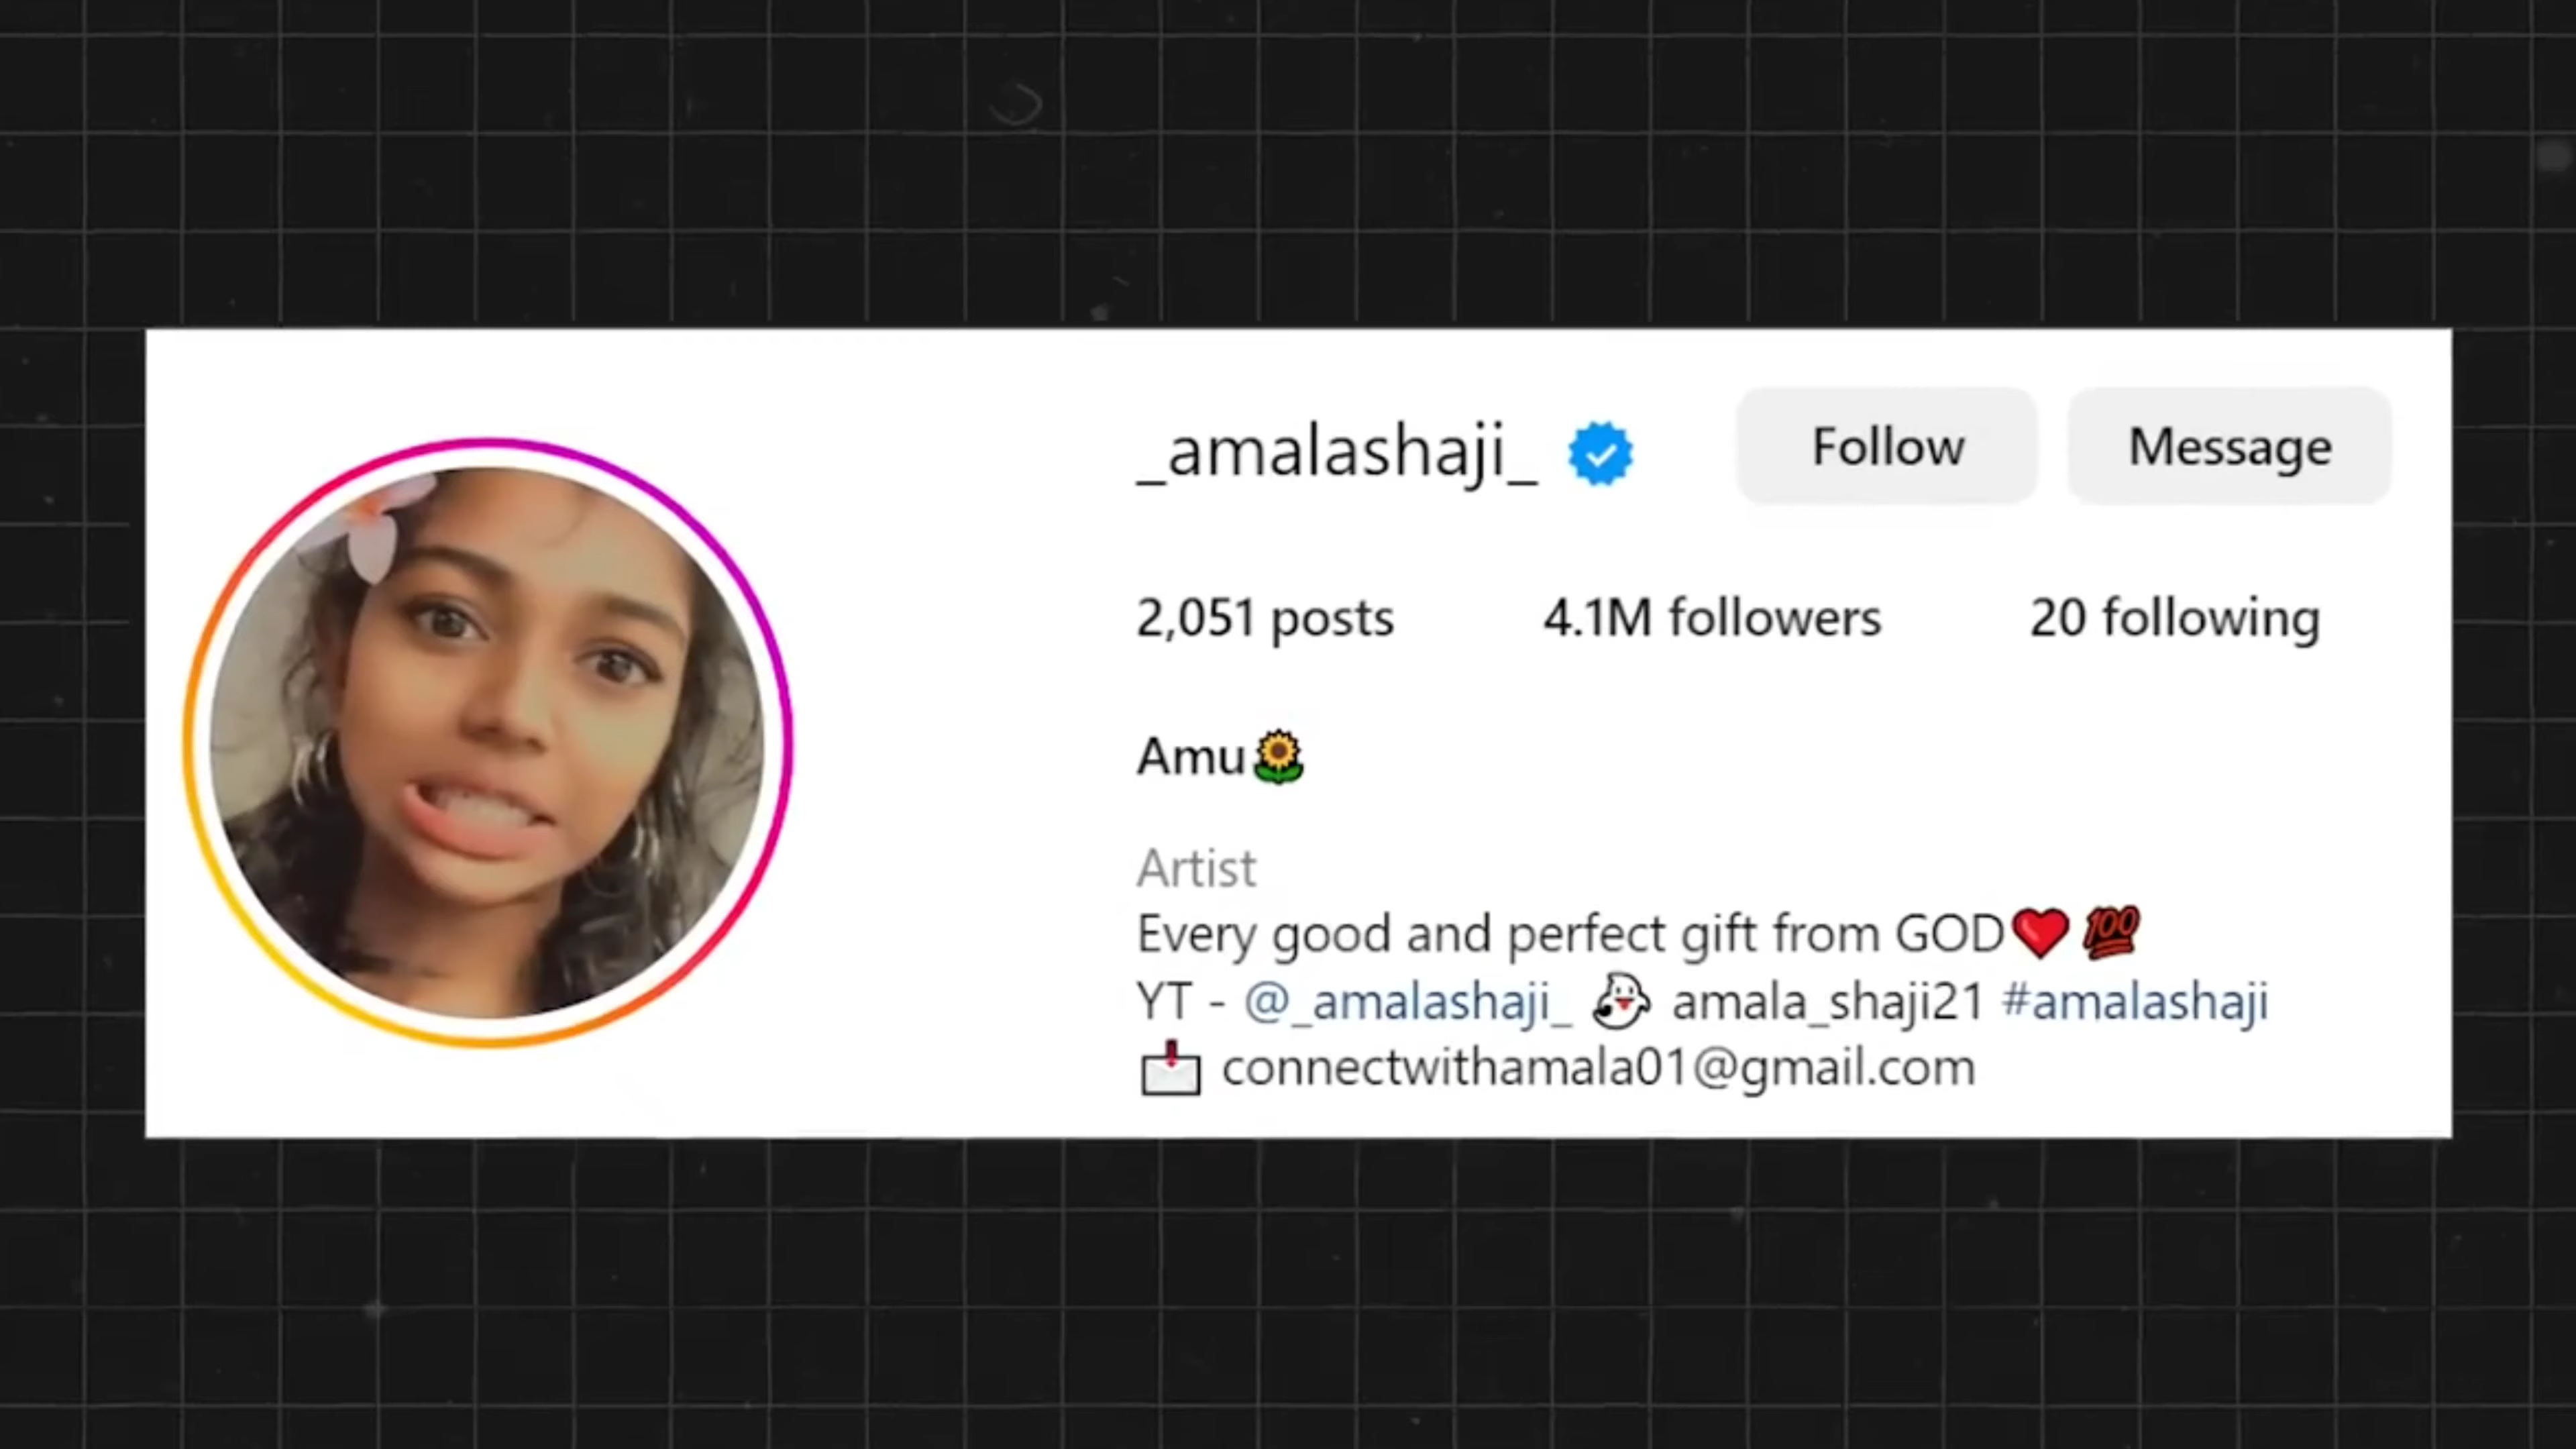 _amalashaji_ Follow Message
2,051 posts 4.1M followers 20 following
Amu🌻
Artist
Every good and perfect gift from GOD❤️💯
YT - @_amalashaji_ 👻 amala_shaji21 #amalashaji
📩 connectwithamala01@gmail.com